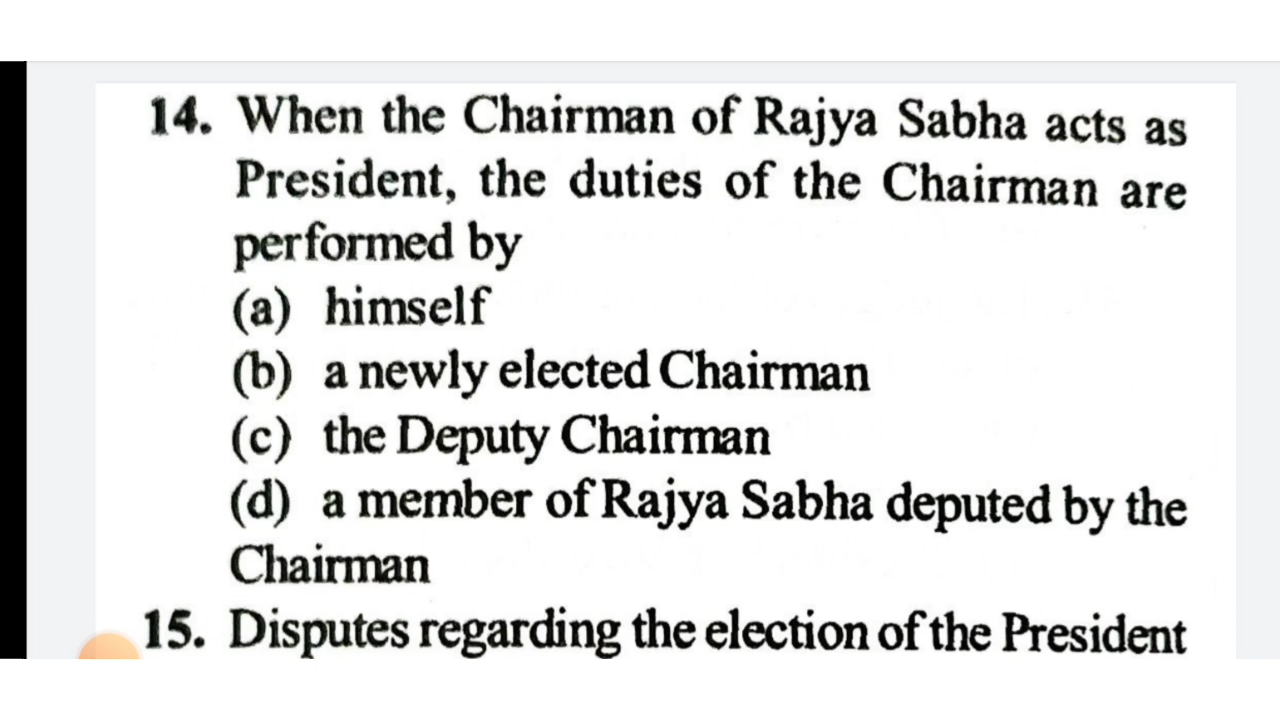 14. When the Chairman of Rajya Sabha acts as
President, the duties of the Chairman are
performed by
(a) himself
(b) a newly elected Chairman
(c) the Deputy Chairman
(d) a member of Rajya Sabha deputed by the
Chairman
15. Disputes regarding the election of the President